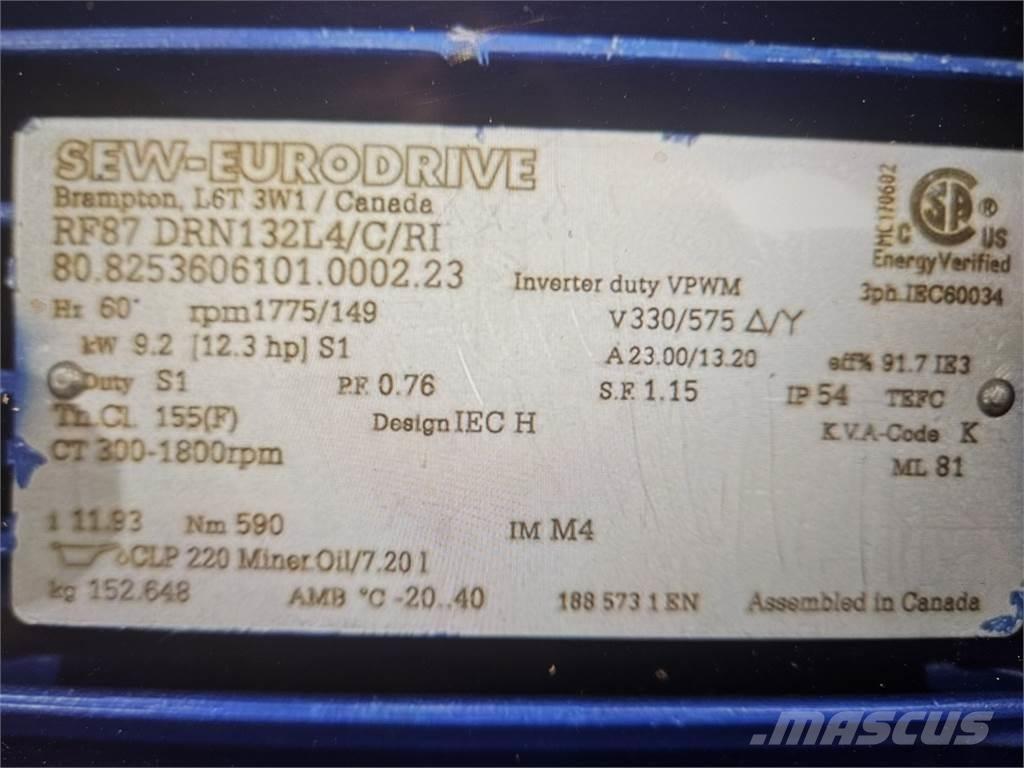 SEW-EURODRIVE
Brampton, L6T 3W1 / Canada
RF87 DRN132L4/C/RI
80.8253606101.0002.23 Inverter duty VPWM 3ph.IEC60034
MC170602
CSA ®
C US
Energy Verified
Hz 60 rpm1775/149 V330/575 Δ/Y
kW 9.2 [12.3 hp] S1 A 23.00/13.20 eff% 91.7 IE3
Duty S1 P.F. 0.76 S.F. 1.15 IP 54 TEFC
Th.Cl. 155(F) Design IEC H K.V.A-Code K
CT 300-1800rpm ML 81
i 11.93 Nm 590 IM M4
CLP 220 Miner.Oil/7.20 l
kg 152.648 AMB °C -20..40 188 573 1 EN Assembled in Canada
MASCUS